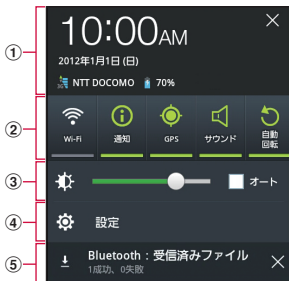 ① 10:00AM
2012年1月1日 (日)
3G NTT DOCOMO 70%
② Wi-Fi 通知 GPS サウンド 自動回転
③ オート
④ 設定
⑤ Bluetooth：受信済みファイル
1成功、0失敗